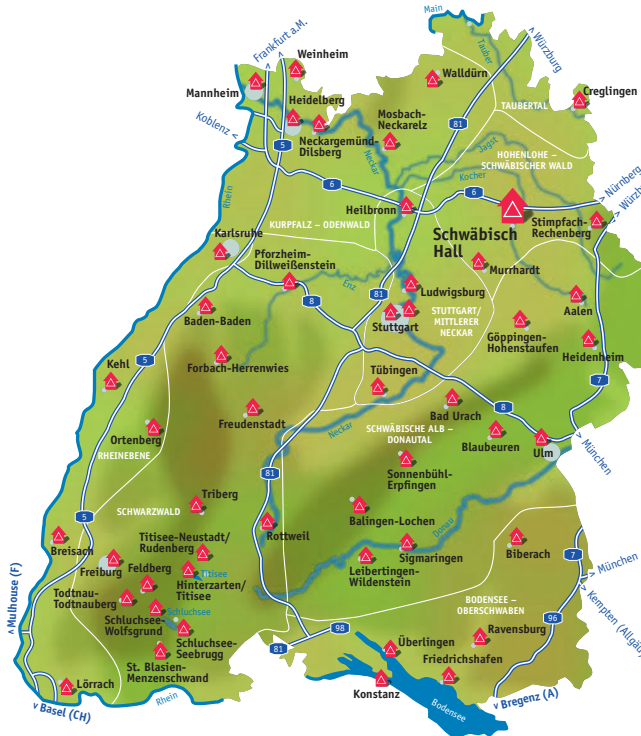 Main
Frankfurt a.M.
Weinheim
Würzburg
Tauber
Walldürn
Mannheim
Creglingen
Heidelberg
TAUBERTAL
Mosbach-
Neckarelz
Koblenz
5
Neckargemünd-
Dilsberg
81
Jagst
HOHENLOHE –
SCHWÄBISCHER WALD
Neckar
Kocher
6
6
Nürnberg
Würzb
Rhein
Heilbronn
KURPFALZ – ODENWALD
Stimpfach-
Rechenberg
Karlsruhe
Schwäbisch
Hall
Pforzheim-
Dillweißenstein
Murrhardt
Enz
Ludwigsburg
81
8
Aalen
Baden-Baden
Stuttgart
STUTTGART/
MITTLERER
NECKAR
Göppingen-
Hohenstaufen
Heidenheim
Forbach-Herrenwies
5
Kehl
Tübingen
7
Bad Urach
8
Freudenstadt
Neckar
Ortenberg
SCHWÄBISCHE ALB –
DONAUTAL
Blaubeuren
Ulm
München
RHEINEBENE
81
Sonnenbühl-
Erpfingen
Triberg
SCHWARZWALD
5
Balingen-Lochen
Rottweil
Donau
Titisee-Neustadt/
Rudenberg
Breisach
Sigmaringen
Biberach
7
Freiburg
Feldberg
Titisee
Leibertingen-
Wildenstein
München
Hinterzarten/
Titisee
Todtnau-
Todtnauberg
Kempten (Allgäu)
Mulhouse (F)
Schluchsee
BODENSEE –
OBERSCHWABEN
Schluchsee-
Wolfsgrund
96
98
Ravensburg
Schluchsee-
Seebrugg
81
Überlingen
St. Blasien-
Menzenschwand
Friedrichshafen
Lörrach
Konstanz
Rhein
Bodensee
Basel (CH)
Bregenz (A)